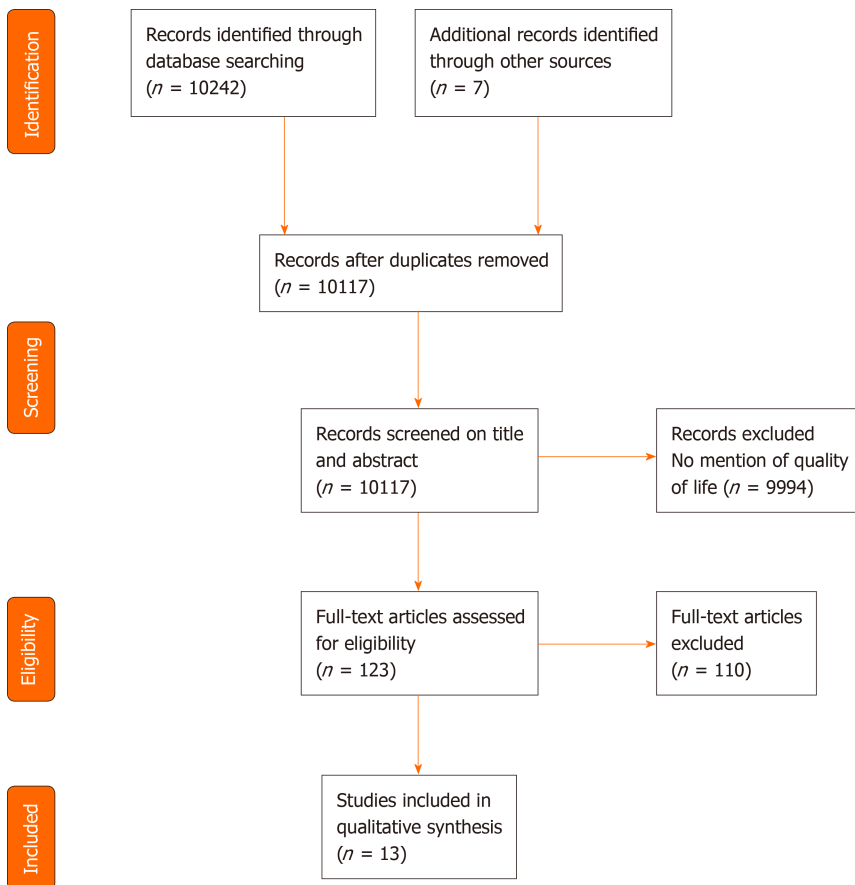 Identification
Records identified through
database searching
(n = 10242)
Additional records identified
through other sources
(n = 7)
Records after duplicates removed
(n = 10117)
Screening
Records screened on title
and abstract
(n = 10117)
Records excluded
No mention of quality
of life (n = 9994)
Eligibility
Full-text articles assessed
for eligibility
(n = 123)
Full-text articles
excluded
(n = 110)
Included
Studies included in
qualitative synthesis
(n = 13)